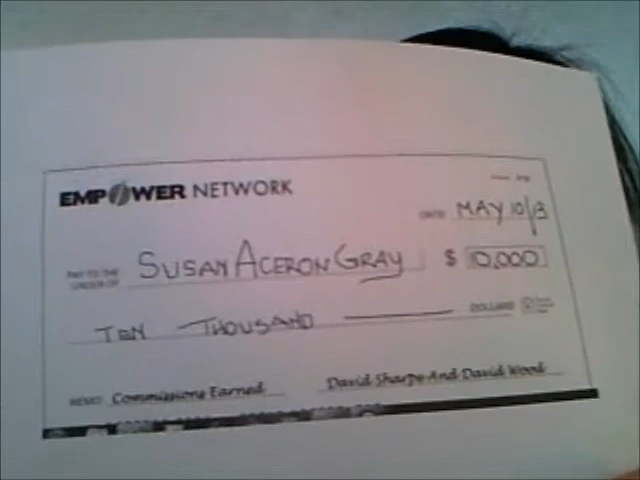 EMPOWER NETWORK
DATE MAY 10/13
PAY TO THE
ORDER OF SUSAN ACERON GRAY $ 10,000
TEN THOUSAND DOLLARS
MEMO Commissions Earned David Sharpe And David Wood